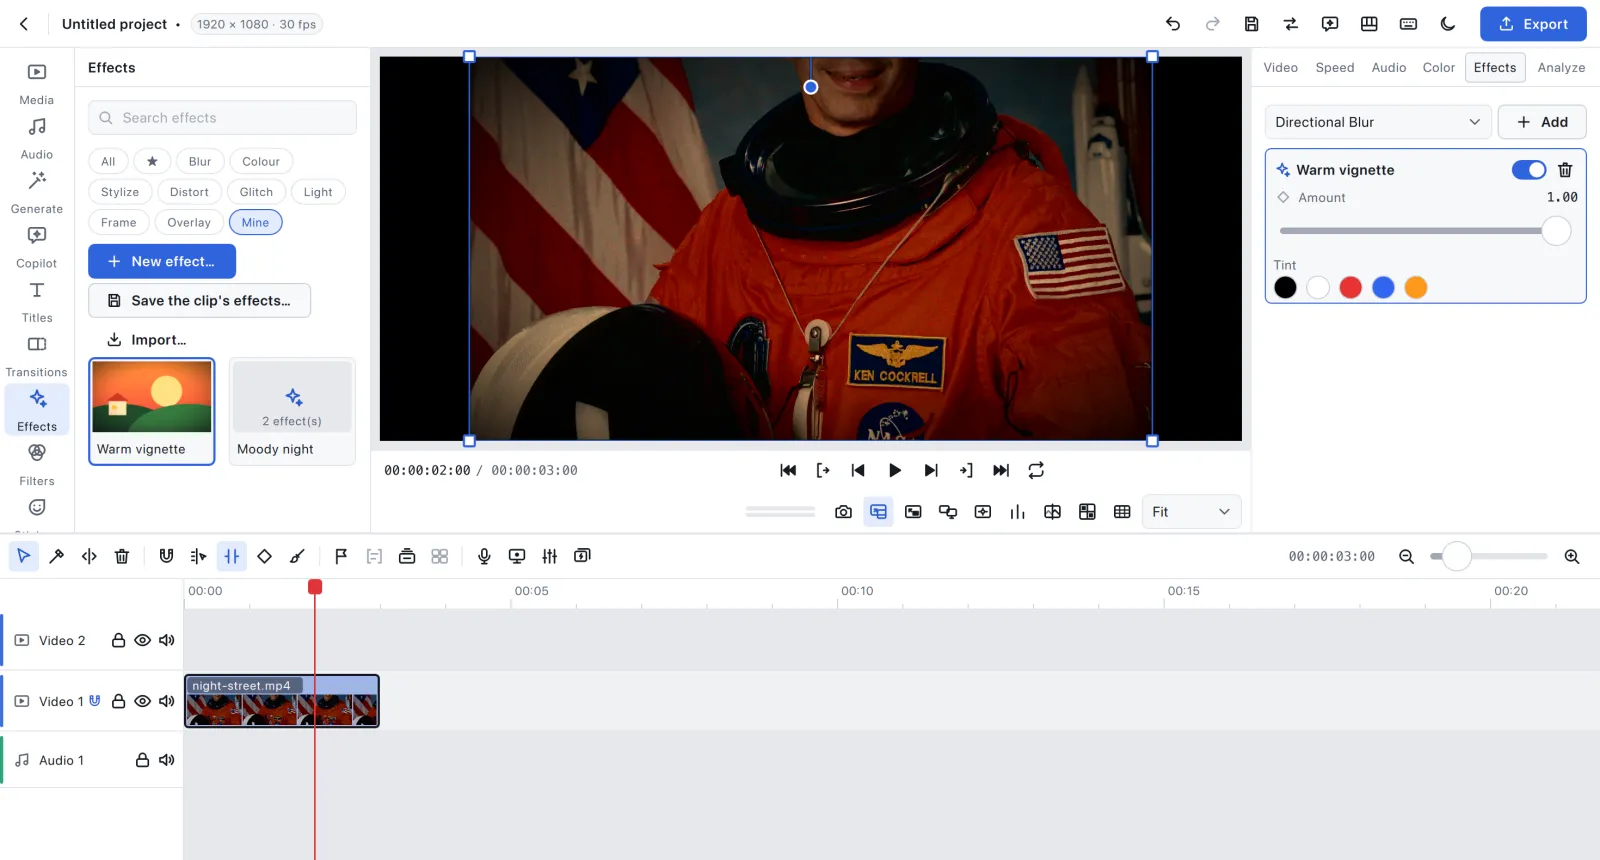 Untitled project
1920 × 1080 · 30 fps
Export
Media
Audio
Generate
Copilot
Titles
Transitions
Effects
Filters
Effects
Search effects
All
Blur
Colour
Stylize
Distort
Glitch
Light
Frame
Overlay
Mine
New effect...
Save the clip's effects...
Import...
Warm vignette
2 effect(s)
Moody night
KEN COCKRELL
00:00:02:00 / 00:00:03:00
Fit
Video
Speed
Audio
Color
Effects
Analyze
Directional Blur
Add
Warm vignette
Amount
1.00
Tint
00:00:03:00
00:00
00:05
00:10
00:15
00:20
Video 2
Video 1
night-street.mp4
Audio 1